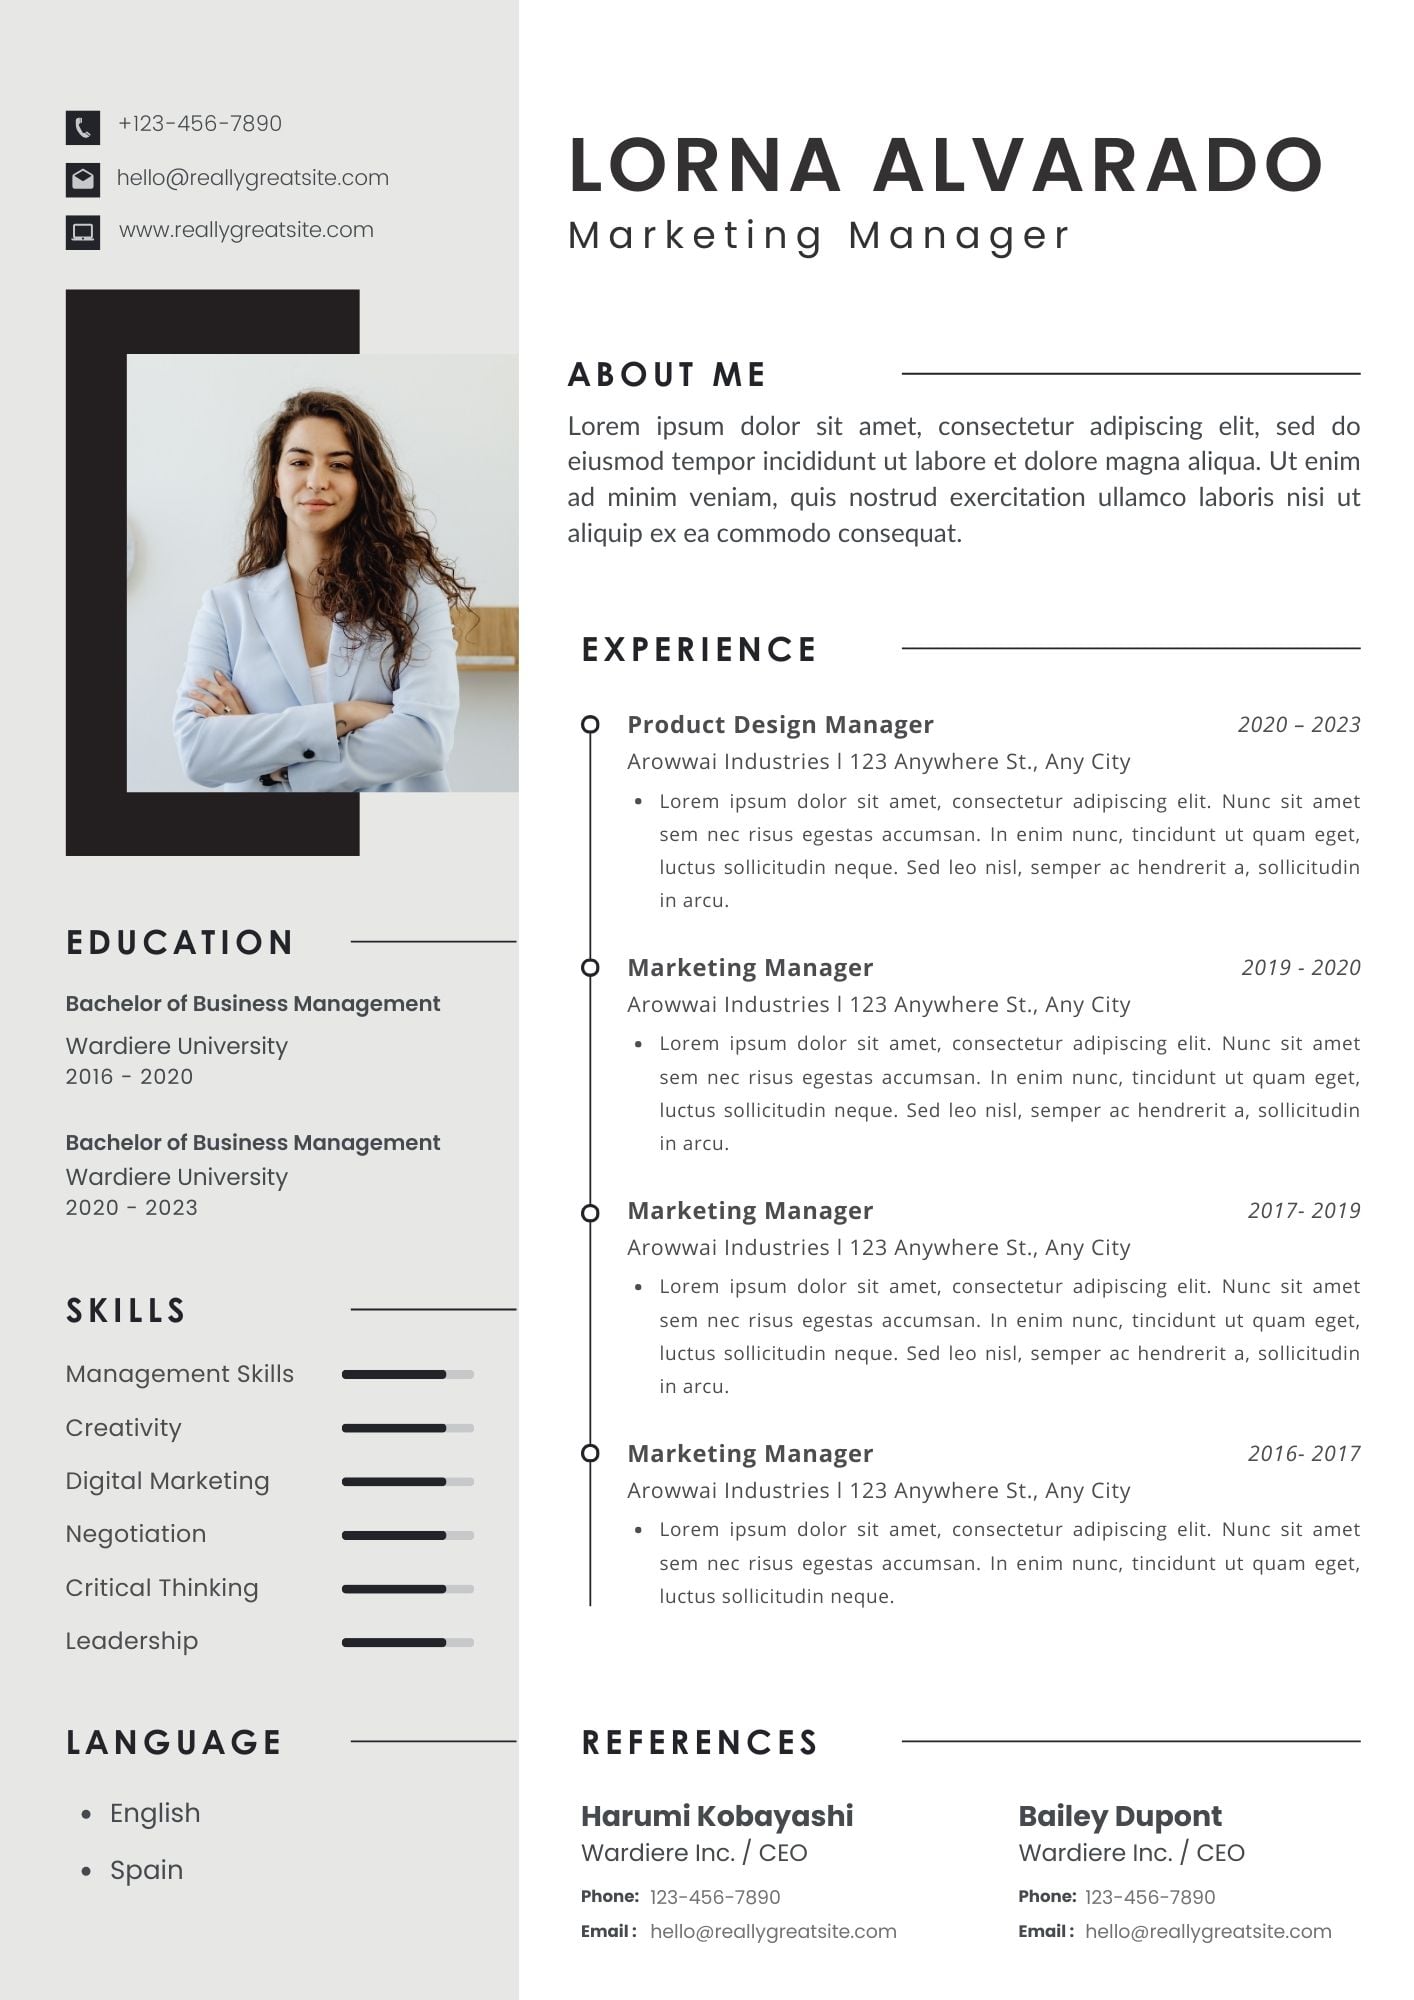 +123-456-7890
hello@reallygreatsite.com
www.reallygreatsite.com
EDUCATION
Bachelor of Business Management
Wardiere University
2016 - 2020
Bachelor of Business Management
Wardiere University
2020 - 2023
SKILLS
Management Skills
Creativity
Digital Marketing
Negotiation
Critical Thinking
Leadership
LANGUAGE
• English
• Spain
LORNA ALVARADO
Marketing Manager
ABOUT ME
Lorem ipsum dolor sit amet, consectetur adipiscing elit, sed do
eiusmod tempor incididunt ut labore et dolore magna aliqua. Ut enim
ad minim veniam, quis nostrud exercitation ullamco laboris nisi ut
aliquip ex ea commodo consequat.
EXPERIENCE
Product Design Manager 2020 – 2023
Arowwai Industries l 123 Anywhere St., Any City
• Lorem ipsum dolor sit amet, consectetur adipiscing elit. Nunc sit amet
sem nec risus egestas accumsan. In enim nunc, tincidunt ut quam eget,
luctus sollicitudin neque. Sed leo nisl, semper ac hendrerit a, sollicitudin
in arcu.
Marketing Manager 2019 - 2020
Arowwai Industries l 123 Anywhere St., Any City
• Lorem ipsum dolor sit amet, consectetur adipiscing elit. Nunc sit amet
sem nec risus egestas accumsan. In enim nunc, tincidunt ut quam eget,
luctus sollicitudin neque. Sed leo nisl, semper ac hendrerit a, sollicitudin
in arcu.
Marketing Manager 2017- 2019
Arowwai Industries l 123 Anywhere St., Any City
• Lorem ipsum dolor sit amet, consectetur adipiscing elit. Nunc sit amet
sem nec risus egestas accumsan. In enim nunc, tincidunt ut quam eget,
luctus sollicitudin neque. Sed leo nisl, semper ac hendrerit a, sollicitudin
in arcu.
Marketing Manager 2016- 2017
Arowwai Industries l 123 Anywhere St., Any City
• Lorem ipsum dolor sit amet, consectetur adipiscing elit. Nunc sit amet
sem nec risus egestas accumsan. In enim nunc, tincidunt ut quam eget,
luctus sollicitudin neque.
REFERENCES
Harumi Kobayashi
Wardiere Inc. / CEO
Phone: 123-456-7890
Email : hello@reallygreatsite.com
Bailey Dupont
Wardiere Inc. / CEO
Phone: 123-456-7890
Email : hello@reallygreatsite.com